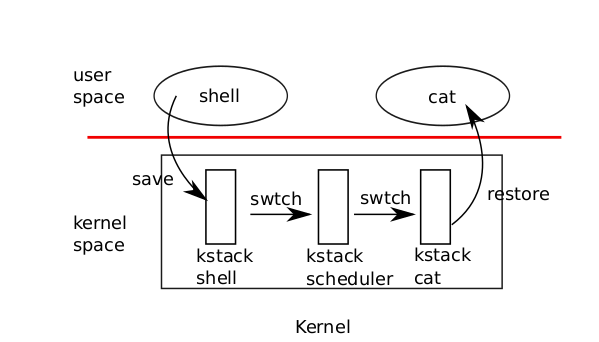 user
space
shell
cat
save
swtch
swtch
restore
kernel
space
kstack
shell
kstack
scheduler
kstack
cat
Kernel